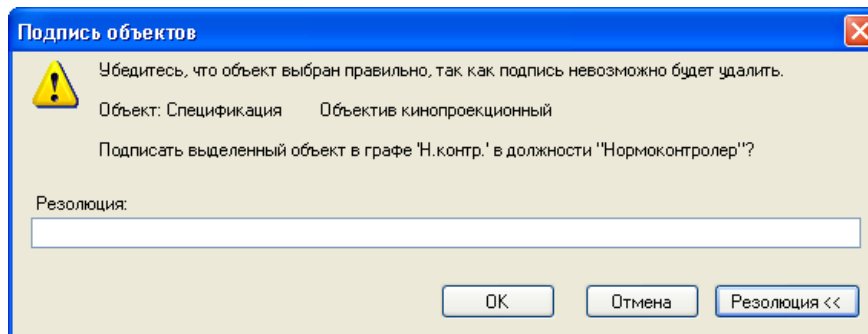 Подпись объектов
Убедитесь, что объект выбран правильно, так как подпись невозможно будет удалить.
Объект: Спецификация Объектив кинопроекционный
Подписать выделенный объект в графе 'Н.контр.' в должности "Нормоконтролер"?
Резолюция:
OK Отмена Резолюция <<